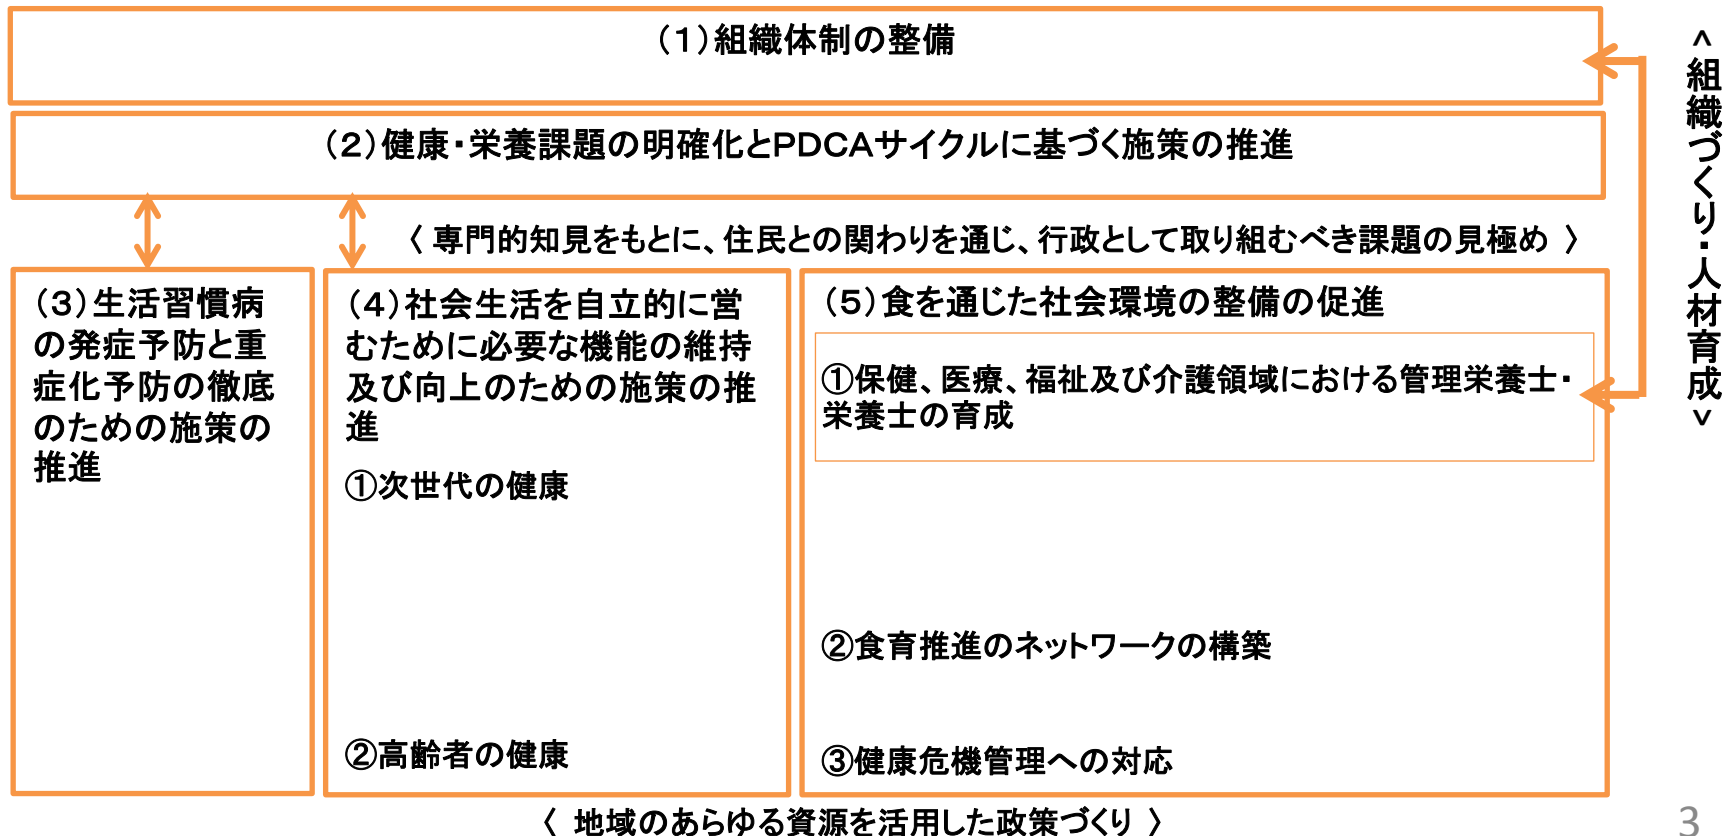 (1)組織体制の整備
(2)健康・栄養課題の明確化とPDCAサイクルに基づく施策の推進
〈 専門的知見をもとに、住民との関わりを通じ、行政として取り組むべき課題の見極め 〉
(3)生活習慣病
の発症予防と重
症化予防の徹底
のための施策の
推進
(4)社会生活を自立的に営
むために必要な機能の維持
及び向上のための施策の推
進
①次世代の健康
②高齢者の健康
(5)食を通じた社会環境の整備の促進
①保健、医療、福祉及び介護領域における管理栄養士・
栄養士の育成
②食育推進のネットワークの構築
③健康危機管理への対応
<組織づくり・人材育成>
〈 地域のあらゆる資源を活用した政策づくり 〉
3